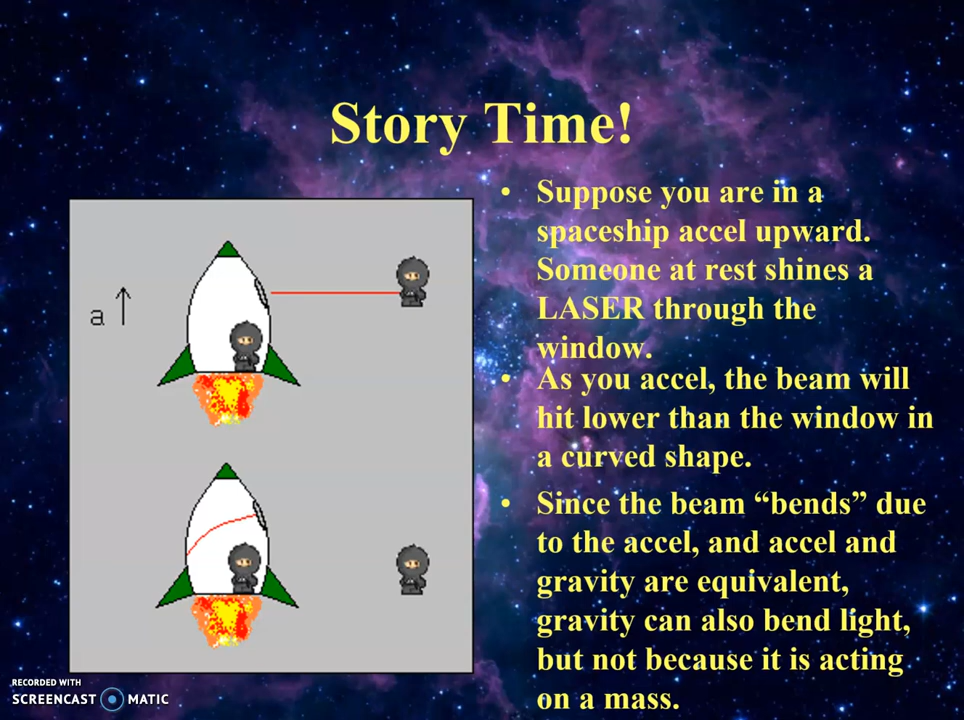 Story Time!
a
• Suppose you are in a
spaceship accel upward.
Someone at rest shines a
LASER through the
window.
• As you accel, the beam will
hit lower than the window in
a curved shape.
• Since the beam “bends” due
to the accel, and accel and
gravity are equivalent,
gravity can also bend light,
but not because it is acting
on a mass.
RECORDED WITH
SCREENCAST MATIC